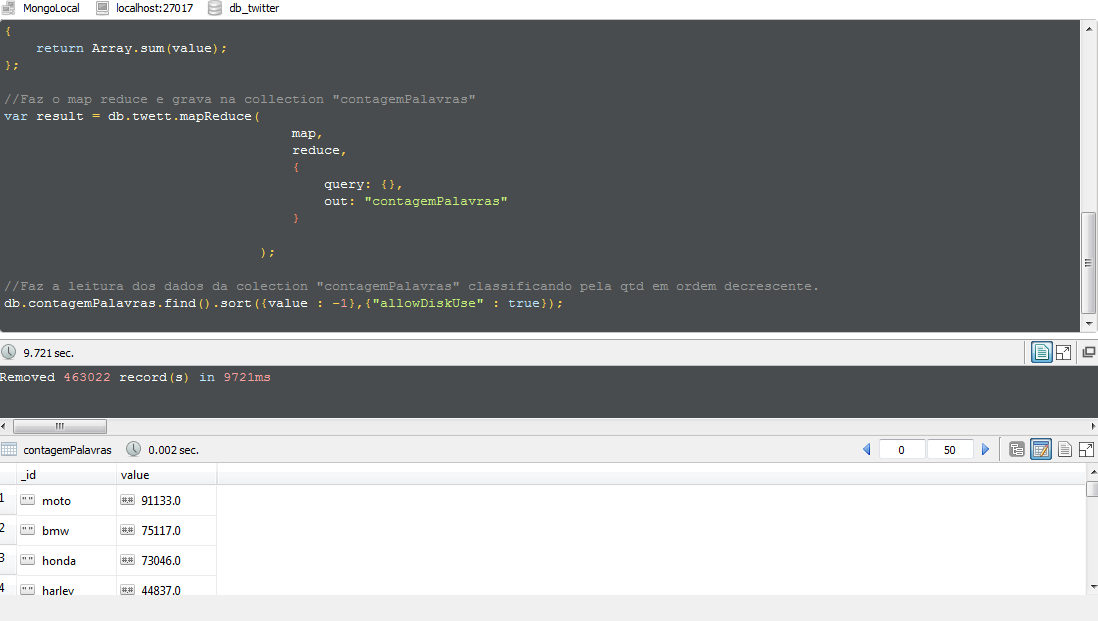 MongoLocal localhost:27017 db_twitter
{
return Array.sum(value);
};
//Faz o map reduce e grava na collection "contagemPalavras"
var result = db.twett.mapReduce(
map,
reduce,
{
query: {},
out: "contagemPalavras"
}
);
//Faz a leitura dos dados da colection "contagemPalavras" classificando pela qtd em ordem decrescente.
db.contagemPalavras.find().sort({value : -1},{"allowDiskUse" : true});
9.721 sec.
Removed 463022 record(s) in 9721ms
contagemPalavras 0.002 sec. 0 50
_id value
1 "" moto #.# 91133.0
2 "" bmw #.# 75117.0
3 "" honda #.# 73046.0
4 "" harley #.# 44837.0